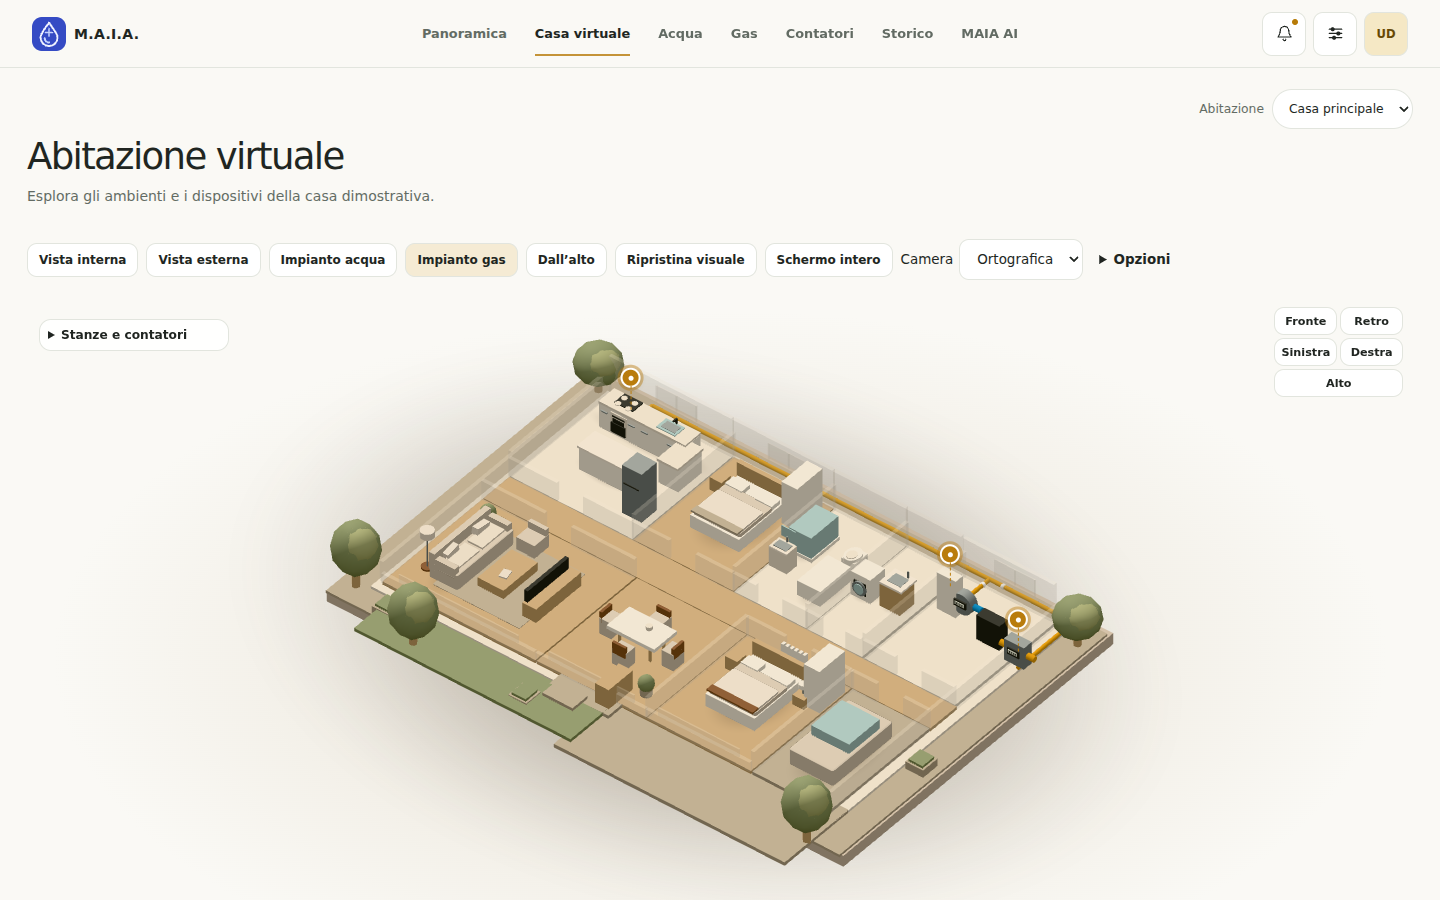 M.A.I.A.
Panoramica
Casa virtuale
Acqua
Gas
Contatori
Storico
MAIA AI
UD
Abitazione
Casa principale
Abitazione virtuale
Esplora gli ambienti e i dispositivi della casa dimostrativa.
Vista interna
Vista esterna
Impianto acqua
Impianto gas
Dall’alto
Ripristina visuale
Schermo intero
Camera
Ortografica
Opzioni
Stanze e contatori
Fronte
Retro
Sinistra
Destra
Alto